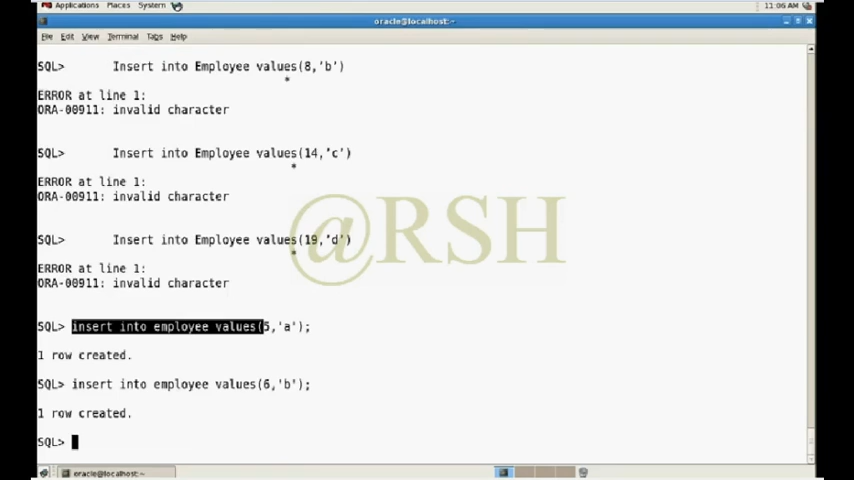 Applications Places System
11:06 AM
oracle@localhost:~
File Edit View Terminal Tabs Help
SQL> Insert into Employee values(8,‘b’)
*
ERROR at line 1:
ORA-00911: invalid character
SQL> Insert into Employee values(14,‘c’)
*
ERROR at line 1:
ORA-00911: invalid character
SQL> Insert into Employee values(19,‘d’)
*
ERROR at line 1:
ORA-00911: invalid character
@RSH
SQL> insert into employee values(5,'a');
1 row created.
SQL> insert into employee values(6,'b');
1 row created.
SQL>
oracle@localhost:~